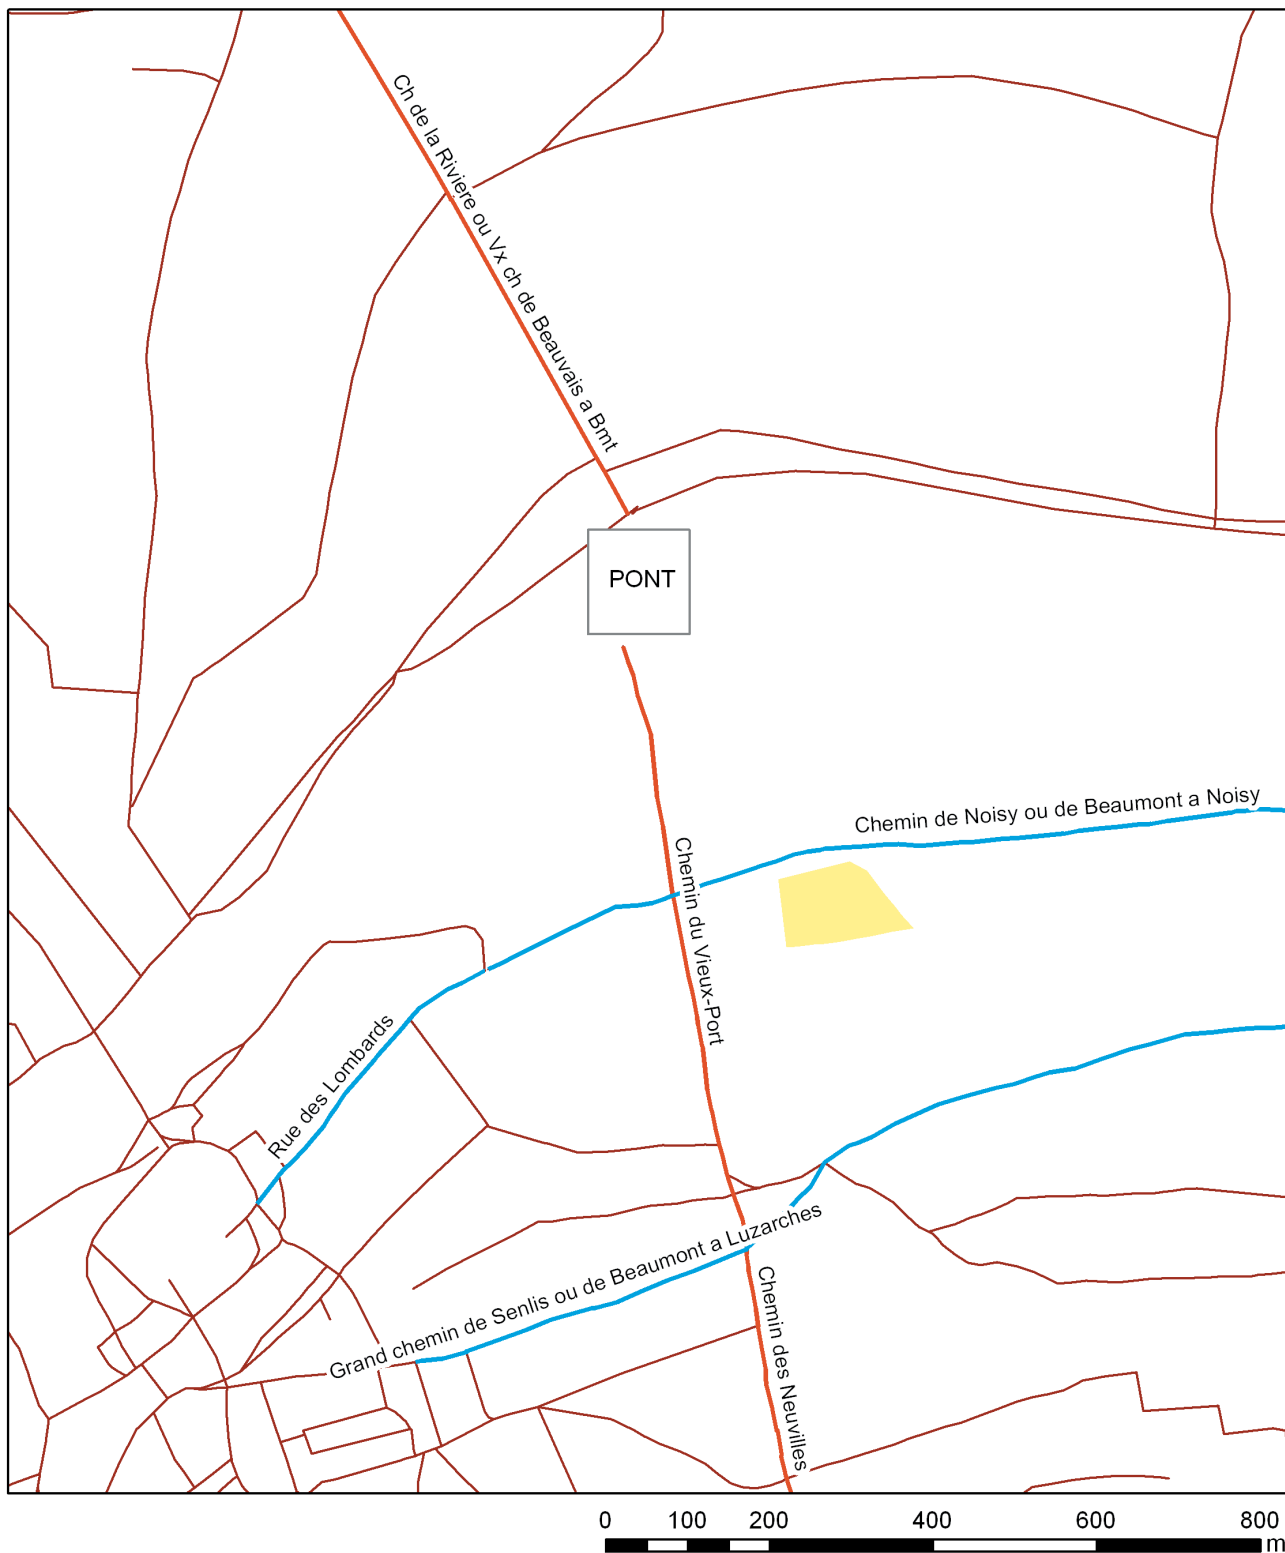 Ch de la Riviere ou Vx ch de Beauvais a Bmt
PONT
Chemin de Noisy ou de Beaumont a Noisy
Chemin du Vieux-Port
Rue des Lombards
Grand chemin de Senlis ou de Beaumont a Luzarches
Chemin des Neuvilles
0 100 200 400 600 800
m